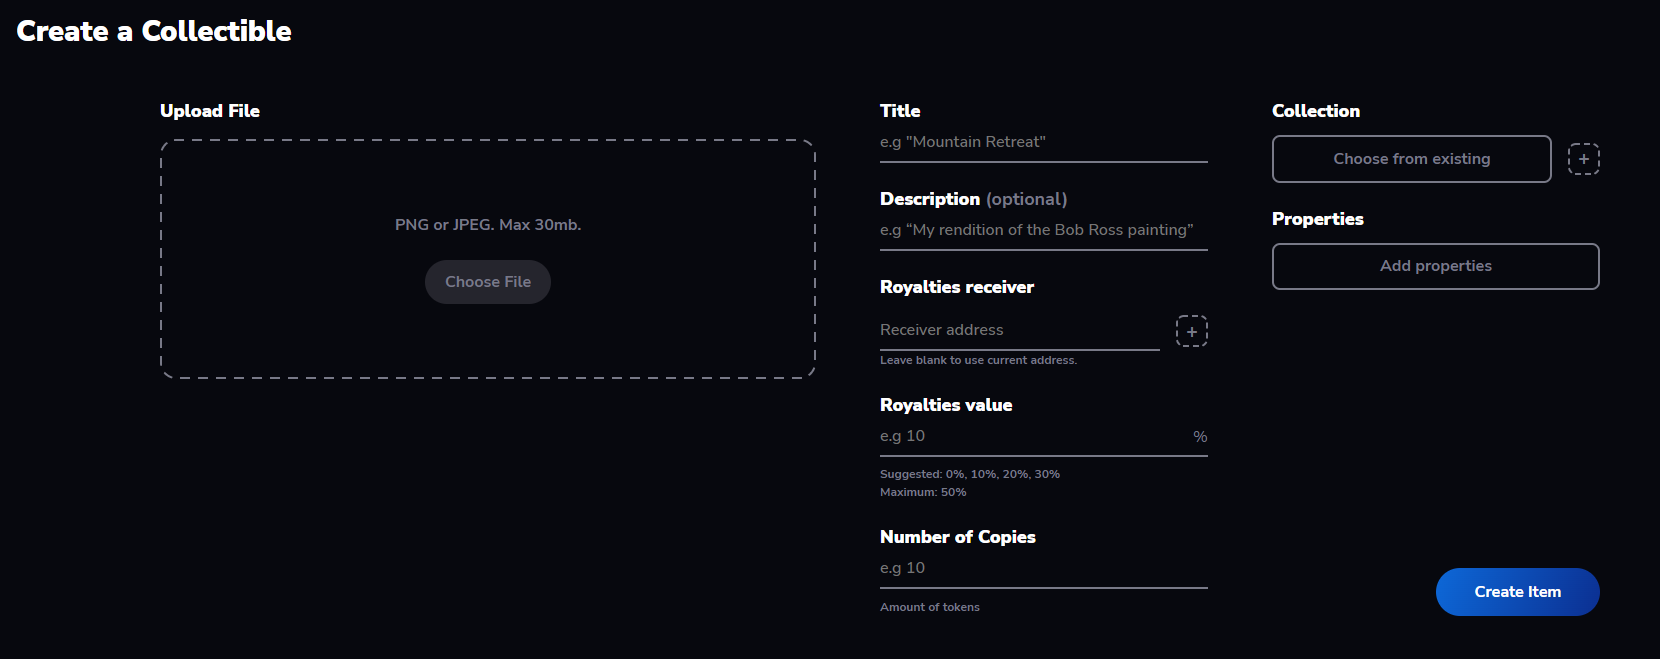 Create a Collectible
Upload File
PNG or JPEG. Max 30mb.
Choose File
Title
e.g "Mountain Retreat"
Description (optional)
e.g “My rendition of the Bob Ross painting”
Royalties receiver
Receiver address
+
Leave blank to use current address.
Royalties value
e.g 10
%
Suggested: 0%, 10%, 20%, 30%
Maximum: 50%
Number of Copies
e.g 10
Amount of tokens
Collection
Choose from existing
+
Properties
Add properties
Create Item